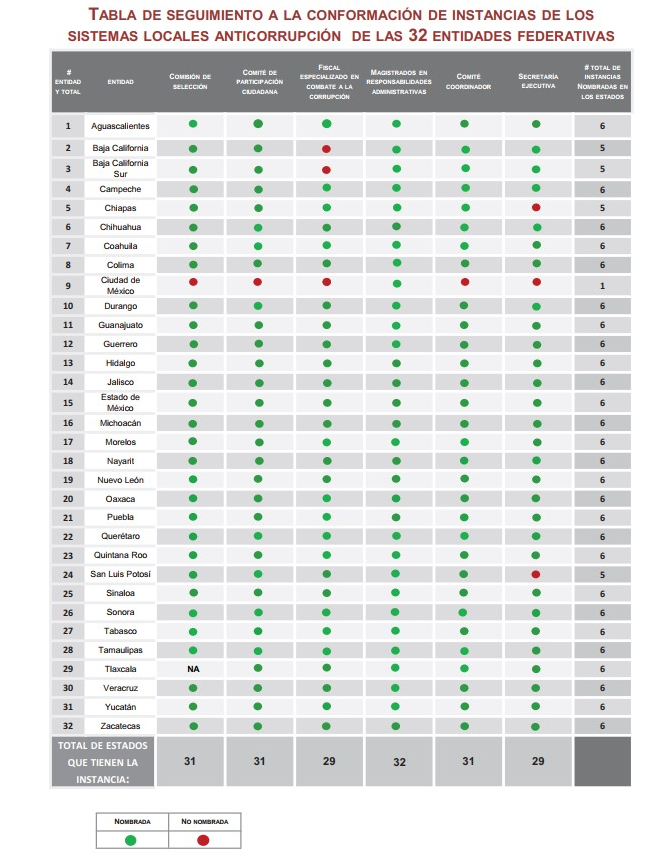 TABLA DE SEGUIMIENTO A LA CONFORMACIÓN DE INSTANCIAS DE LOS
SISTEMAS LOCALES ANTICORRUPCIÓN DE LAS 32 ENTIDADES FEDERATIVAS
# ENTIDAD Y TOTAL ENTIDAD COMISIÓN DE SELECCIÓN COMITÉ DE PARTICIPACIÓN CIUDADANA FISCAL ESPECIALIZADO EN COMBATE A LA CORRUPCIÓN MAGISTRADOS EN RESPONSABILIDADES ADMINISTRATIVAS COMITÉ COORDINADOR SECRETARÍA EJECUTIVA # TOTAL DE INSTANCIAS NOMBRADAS EN LOS ESTADOS
1 Aguascalientes 6
2 Baja California 5
3 Baja California Sur 5
4 Campeche 6
5 Chiapas 5
6 Chihuahua 6
7 Coahuila 6
8 Colima 6
9 Ciudad de México 1
10 Durango 6
11 Guanajuato 6
12 Guerrero 6
13 Hidalgo 6
14 Jalisco 6
15 Estado de México 6
16 Michoacán 6
17 Morelos 6
18 Nayarit 6
19 Nuevo León 6
20 Oaxaca 6
21 Puebla 6
22 Querétaro 6
23 Quintana Roo 6
24 San Luis Potosí 5
25 Sinaloa 6
26 Sonora 6
27 Tabasco 6
28 Tamaulipas 6
29 Tlaxcala NA 6
30 Veracruz 6
31 Yucatán 6
32 Zacatecas 6
TOTAL DE ESTADOS QUE TIENEN LA INSTANCIA: 31 31 29 32 31 29
NOMBRADA NO NOMBRADA